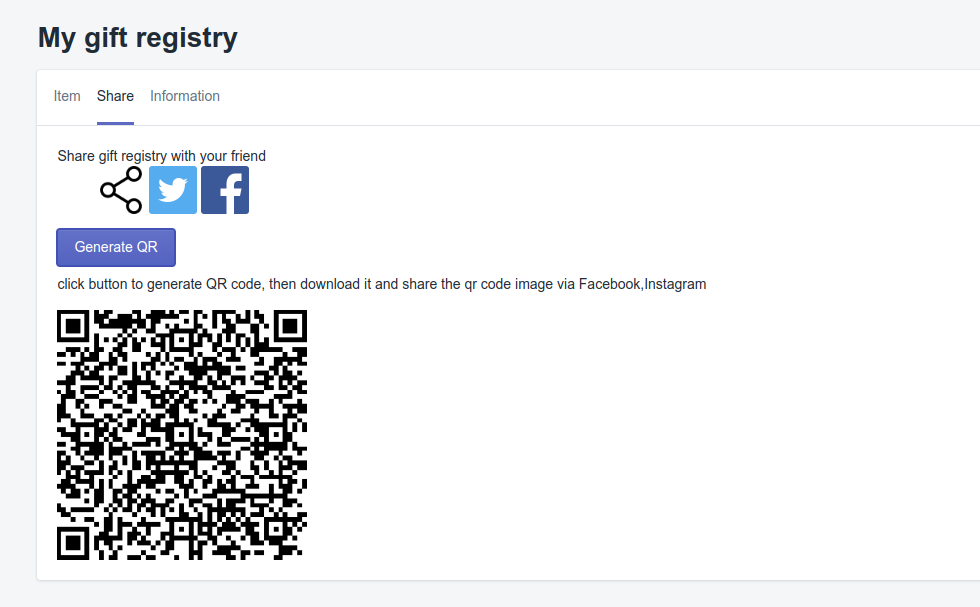 My gift registry
Item Share Information
Share gift registry with your friend
Generate QR
click button to generate QR code, then download it and share the qr code image via Facebook,Instagram